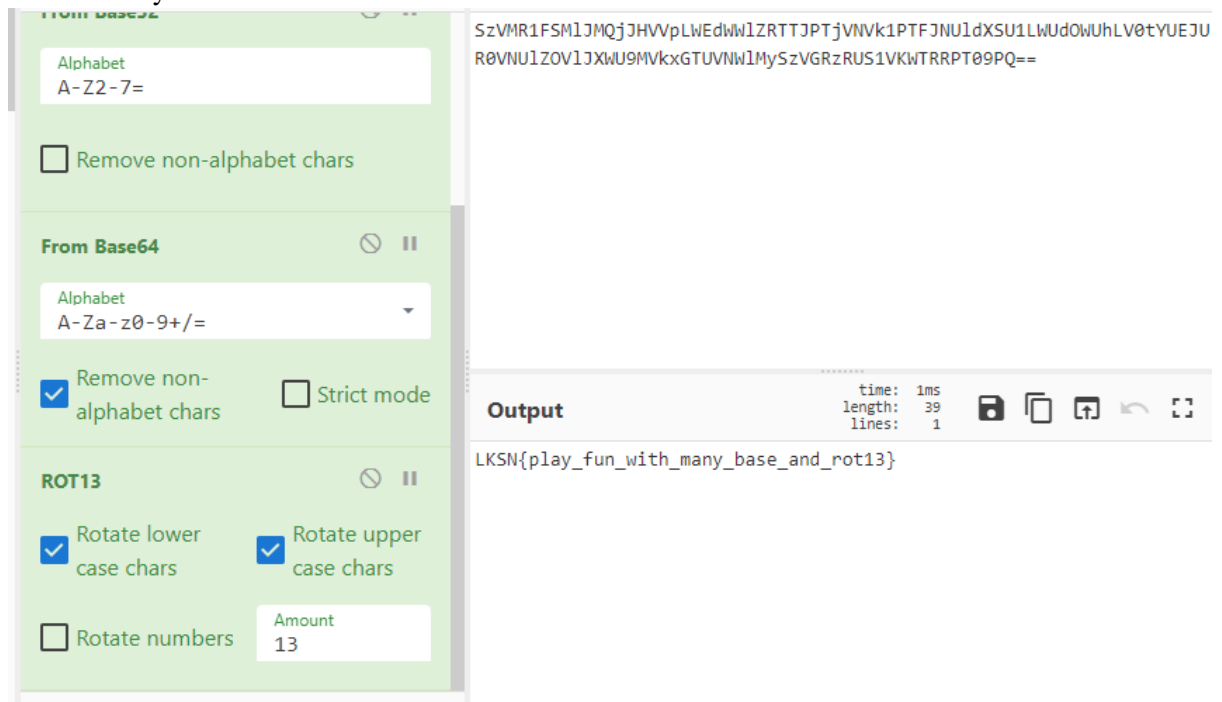 From Base32
Alphabet
A-Z2-7=
Remove non-alphabet chars
From Base64
Alphabet
A-Za-z0-9+/=
Remove non-
alphabet chars
Strict mode
ROT13
Rotate lower
case chars
Rotate upper
case chars
Rotate numbers
Amount
13
SzVMR1FSMlJMQjJHVVpLWEdWWlZRTTJPTjVNVk1PTFJNUldXSU1LWUdOWUhLV0tYUEJU
R0VNUlZOVlJXWU9MVkxGTUVNWlMySzVGRzRUS1VKWTRRPT09PQ==
Output
time: 1ms
length: 39
lines: 1
LKSN{play_fun_with_many_base_and_rot13}